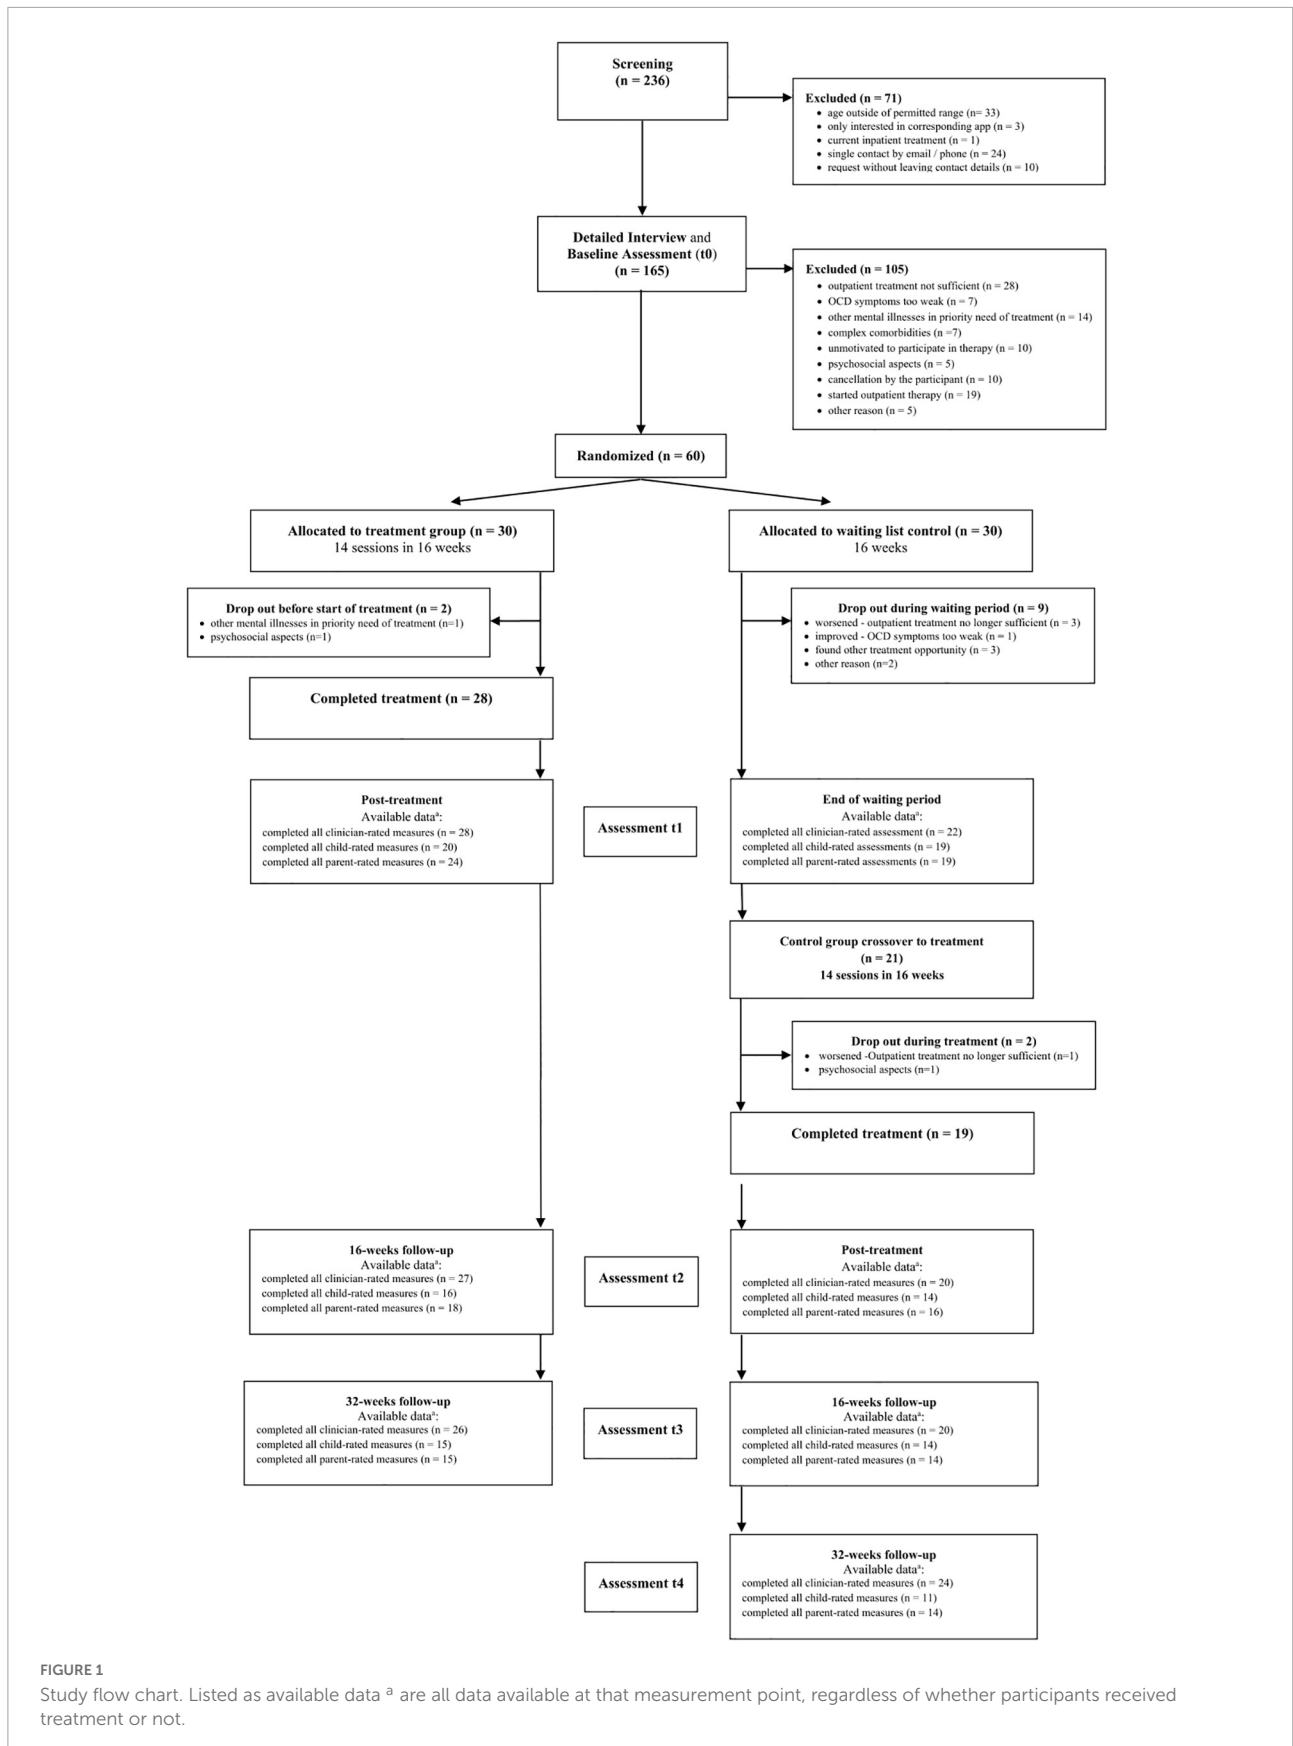 Screening
(n = 236)
Excluded (n = 71)
• age outside of permitted range (n= 33)
• only interested in corresponding app (n = 3)
• current inpatient treatment (n = 1)
• single contact by email / phone (n = 24)
• request without leaving contact details (n = 10)
Detailed Interview and
Baseline Assessment (t0)
(n = 165)
Excluded (n = 105)
• outpatient treatment not sufficient (n = 28)
• OCD symptoms too weak (n = 7)
• other mental illnesses in priority need of treatment (n = 14)
• complex comorbidities (n =7)
• unmotivated to participate in therapy (n = 10)
• psychosocial aspects (n = 5)
• cancellation by the participant (n = 10)
• started outpatient therapy (n = 19)
• other reason (n = 5)
Randomized (n = 60)
Allocated to treatment group (n = 30)
14 sessions in 16 weeks
Allocated to waiting list control (n = 30)
16 weeks
Drop out before start of treatment (n = 2)
• other mental illnesses in priority need of treatment (n=1)
• psychosocial aspects (n=1)
Drop out during waiting period (n = 9)
• worsened - outpatient treatment no longer sufficient (n = 3)
• improved - OCD symptoms too weak (n = 1)
• found other treatment opportunity (n = 3)
• other reason (n=2)
Completed treatment (n = 28)
Post-treatment
Available dataᵃ:
completed all clinician-rated measures (n = 28)
completed all child-rated measures (n = 20)
completed all parent-rated measures (n = 24)
Assessment t1
End of waiting period
Available dataᵃ:
completed all clinician-rated assessment (n = 22)
completed all child-rated assessments (n = 19)
completed all parent-rated assessments (n = 19)
Control group crossover to treatment
(n = 21)
14 sessions in 16 weeks
Drop out during treatment (n = 2)
• worsened -Outpatient treatment no longer sufficient (n=1)
• psychosocial aspects (n=1)
Completed treatment (n = 19)
16-weeks follow-up
Available dataᵃ:
completed all clinician-rated measures (n = 27)
completed all child-rated measures (n = 16)
completed all parent-rated measures (n = 18)
Assessment t2
Post-treatment
Available dataᵃ:
completed all clinician-rated measures (n = 20)
completed all child-rated measures (n = 14)
completed all parent-rated measures (n = 16)
32-weeks follow-up
Available dataᵃ:
completed all clinician-rated measures (n = 26)
completed all child-rated measures (n = 15)
completed all parent-rated measures (n = 15)
Assessment t3
16-weeks follow-up
Available dataᵃ:
completed all clinician-rated measures (n = 20)
completed all child-rated measures (n = 14)
completed all parent-rated measures (n = 14)
Assessment t4
32-weeks follow-up
Available dataᵃ:
completed all clinician-rated measures (n = 24)
completed all child-rated measures (n = 11)
completed all parent-rated measures (n = 14)
FIGURE 1
Study flow chart. Listed as available data ᵃ are all data available at that measurement point, regardless of whether participants received
treatment or not.